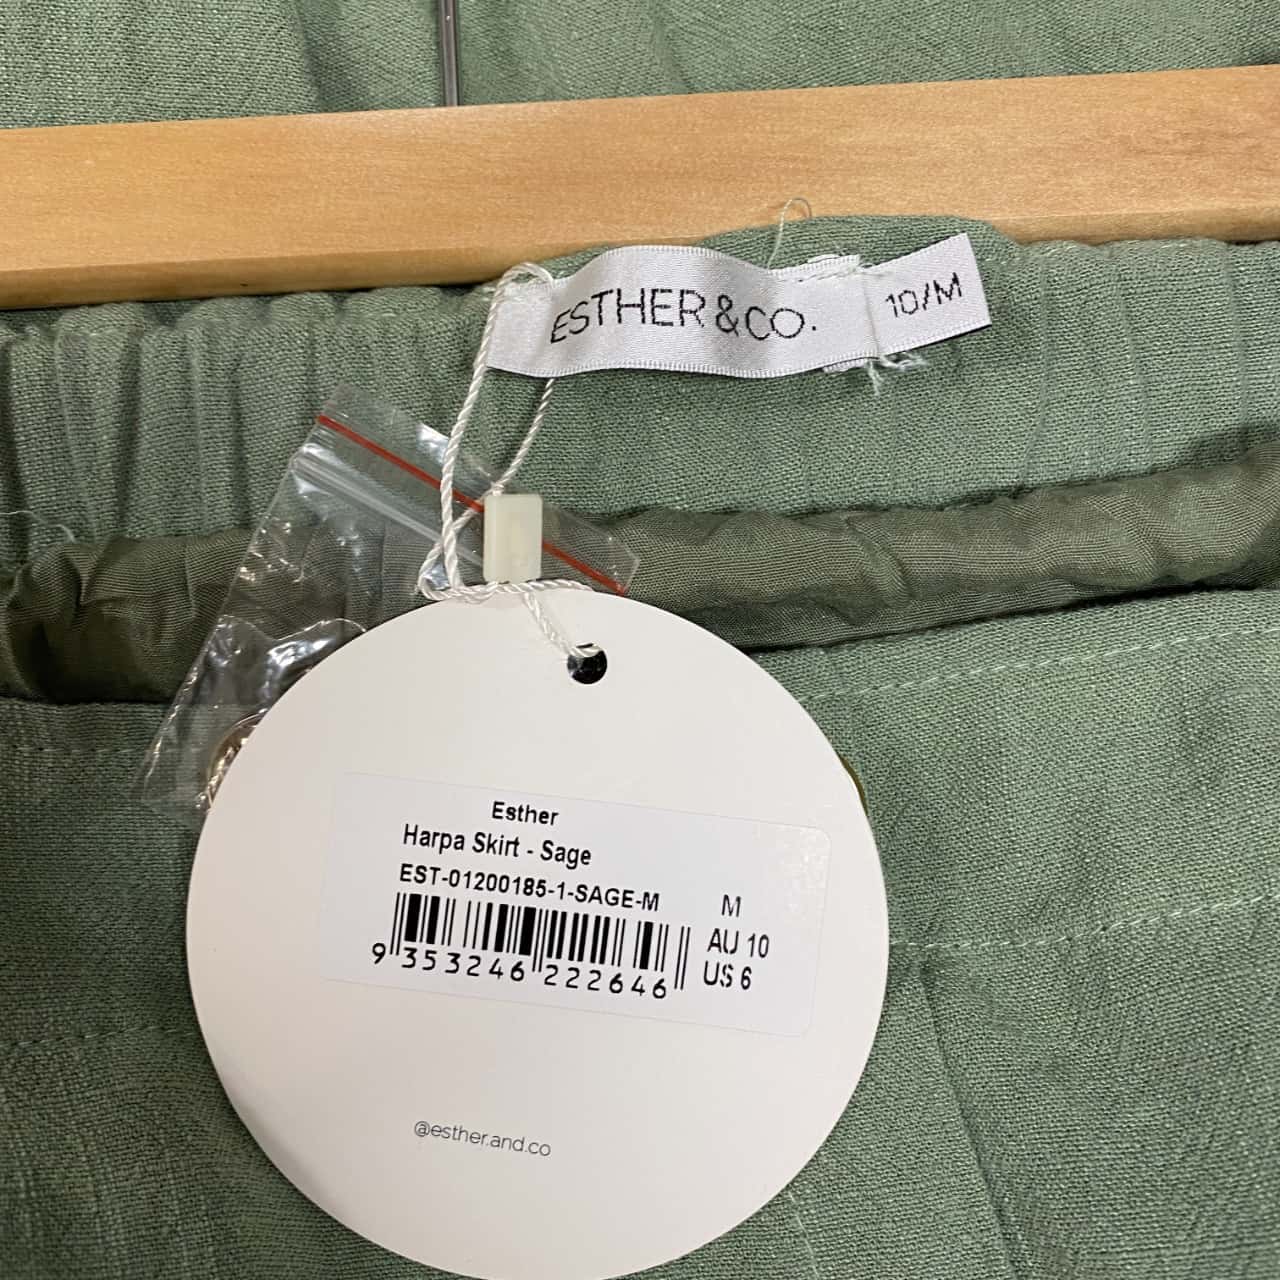 ESTHER & CO.
10/M
Esther
Harpa Skirt - Sage
EST-01200185-1-SAGE-M
M
AU 10
US 6
9 353246 222646
@esther.and.co